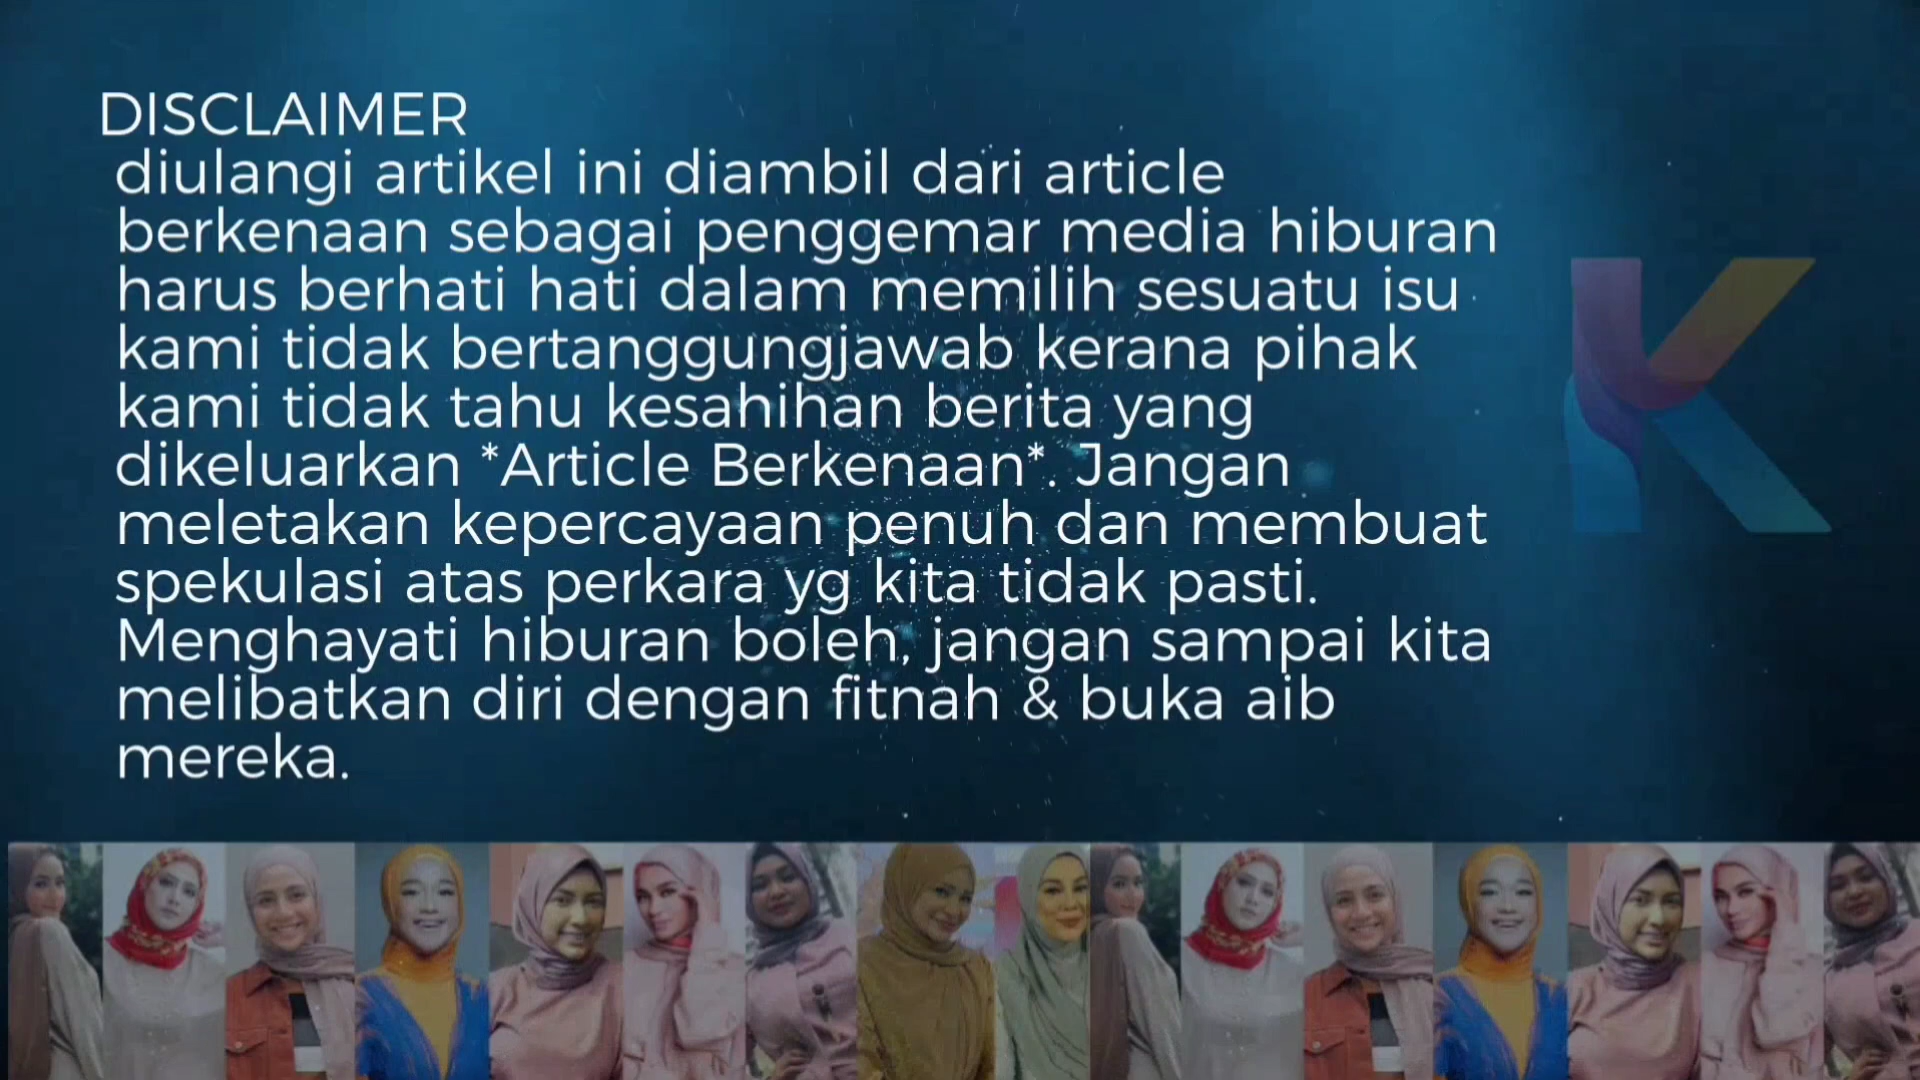 DISCLAIMER
diulangi artikel ini diambil dari article
berkenaan sebagai penggemar media hiburan
harus berhati hati dalam memilih sesuatu isu
kami tidak bertanggungjawab kerana pihak
kami tidak tahu kesahihan berita yang
dikeluarkan *Article Berkenaan*. Jangan
meletakan kepercayaan penuh dan membuat
spekulasi atas perkara yg kita tidak pasti.
Menghayati hiburan boleh, jangan sampai kita
melibatkan diri dengan fitnah & buka aib
mereka.
K